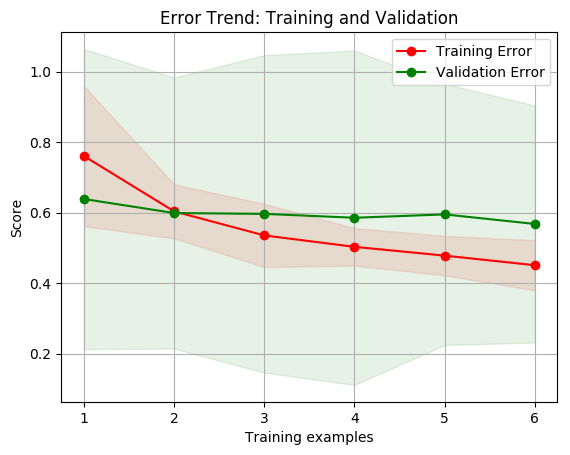 Error Trend: Training and Validation
Training Error
Validation Error
1.0
0.8
0.6
0.4
0.2
Score
1 2 3 4 5 6
Training examples